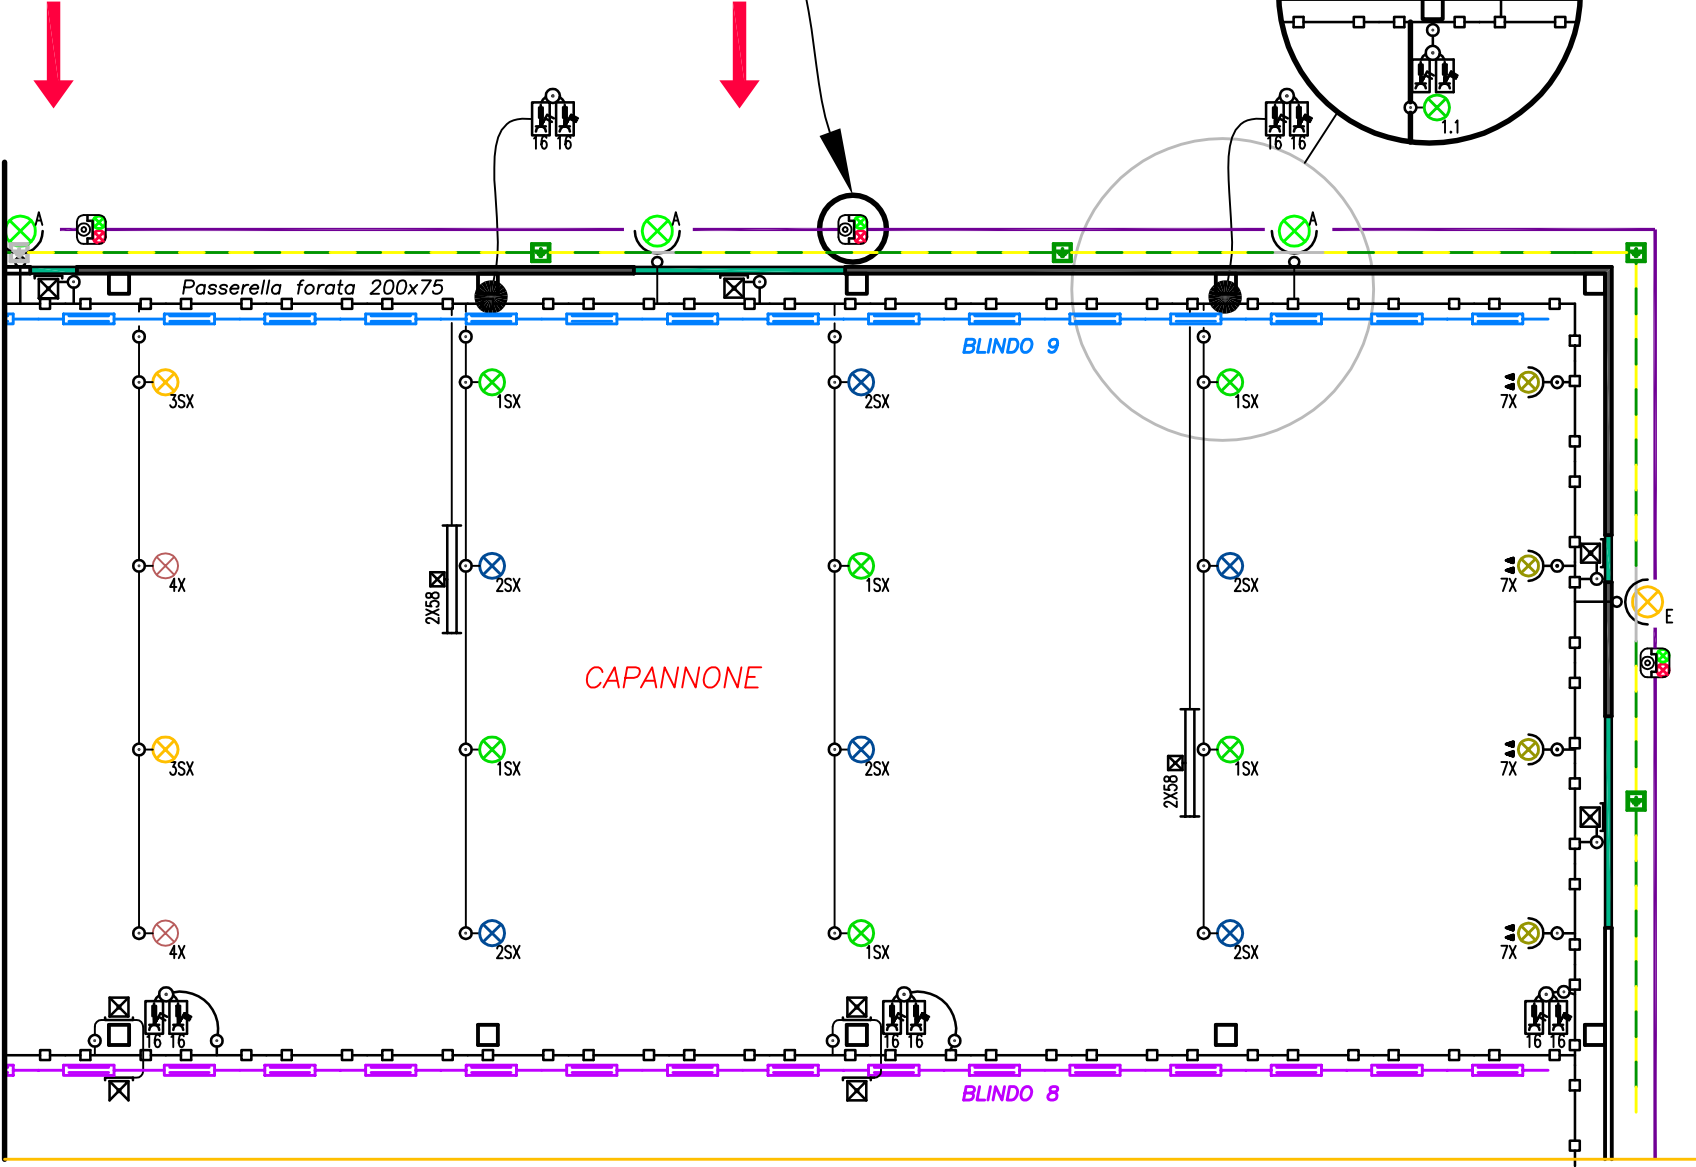 1.1
16 16
16 16
A
A
A
Passerella forata 200x75
BLINDO 9
3SX
1SX
2SX
1SX
7X
4X
2SX
1SX
2SX
7X
2X58
E
CAPANNONE
3SX
1SX
2SX
1SX
7X
2X58
4X
2SX
1SX
2SX
7X
16 16
16 16
16 16
BLINDO 8